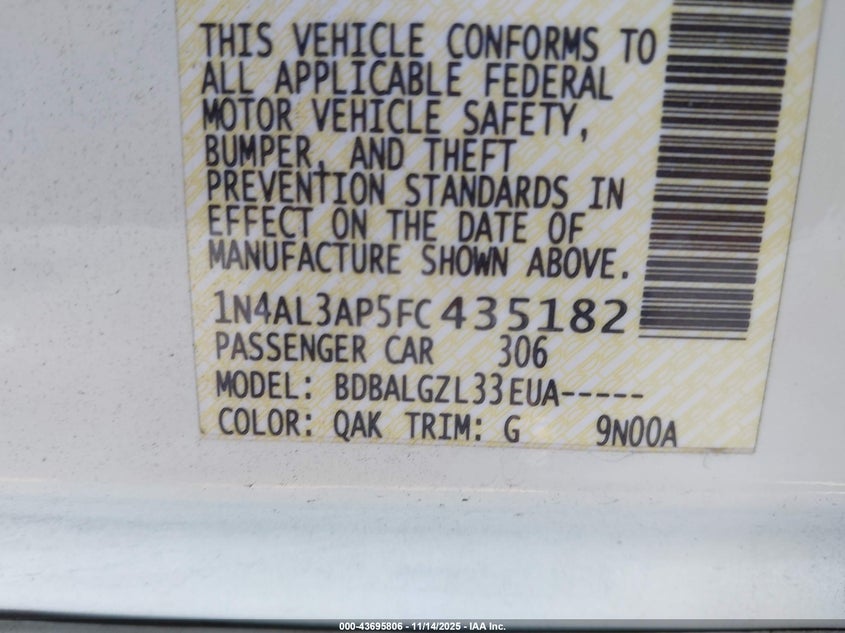 THIS VEHICLE CONFORMS TO
ALL APPLICABLE FEDERAL
MOTOR VEHICLE SAFETY,
BUMPER, AND THEFT
PREVENTION STANDARDS IN
EFFECT ON THE DATE OF
MANUFACTURE SHOWN ABOVE.
1N4AL3AP5FC435182
PASSENGER CAR 306
MODEL: BDBALGZL33EUA-----
COLOR: QAK TRIM: G 9N00A
000-43695806 - 11/14/2025 - IAA Inc.